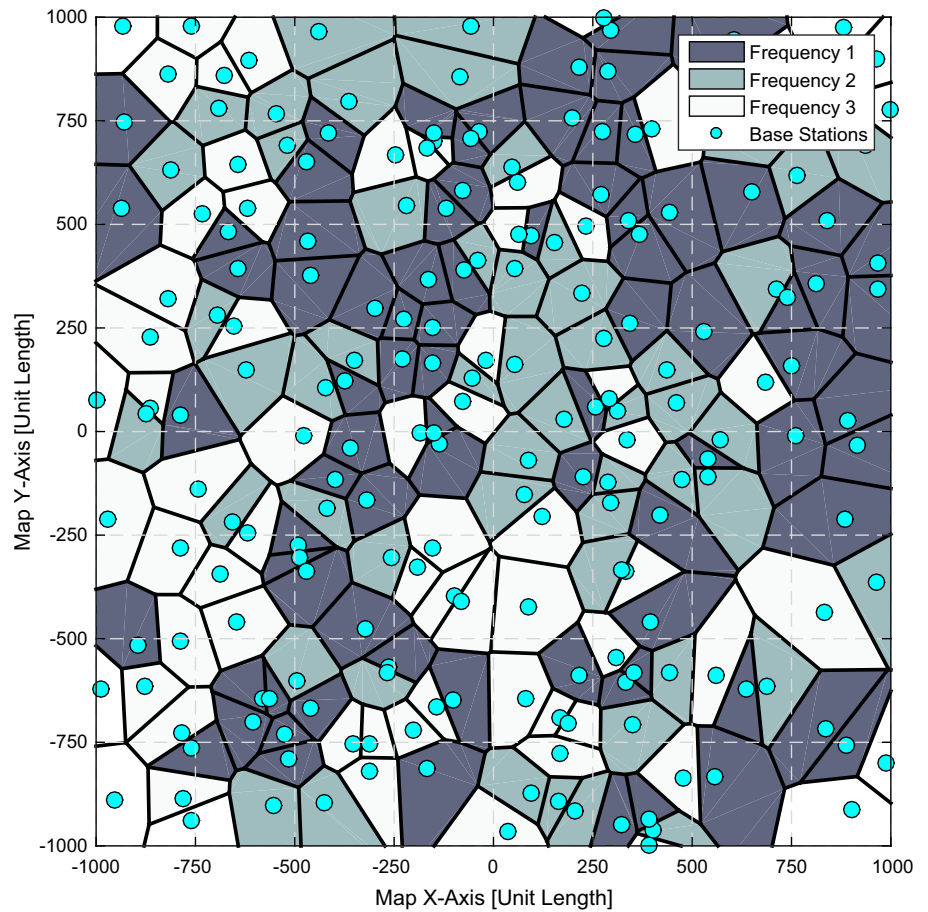 1000
750
500
250
0
-250
-500
-750
-1000
Map Y-Axis [Unit Length]
Frequency 1
Frequency 2
Frequency 3
Base Stations
-1000 -750 -500 -250 0 250 500 750 1000
Map X-Axis [Unit Length]